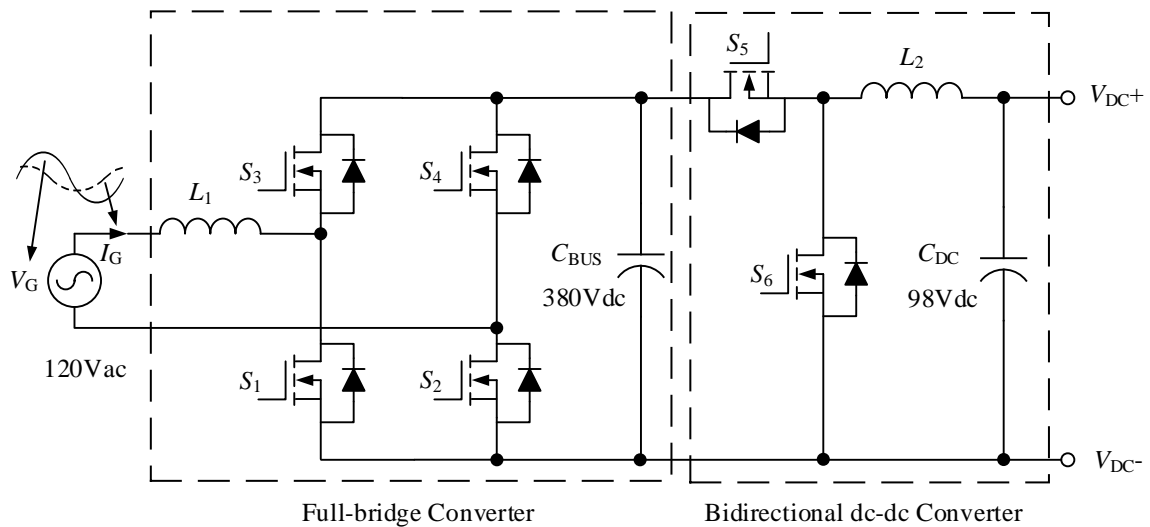 S5
L2
VDC+
S3
S4
L1
IG
CBUS
380Vdc
S6
CDC
98Vdc
VG
120Vac
S1
S2
VDC-
Full-bridge Converter
Bidirectional dc-dc Converter